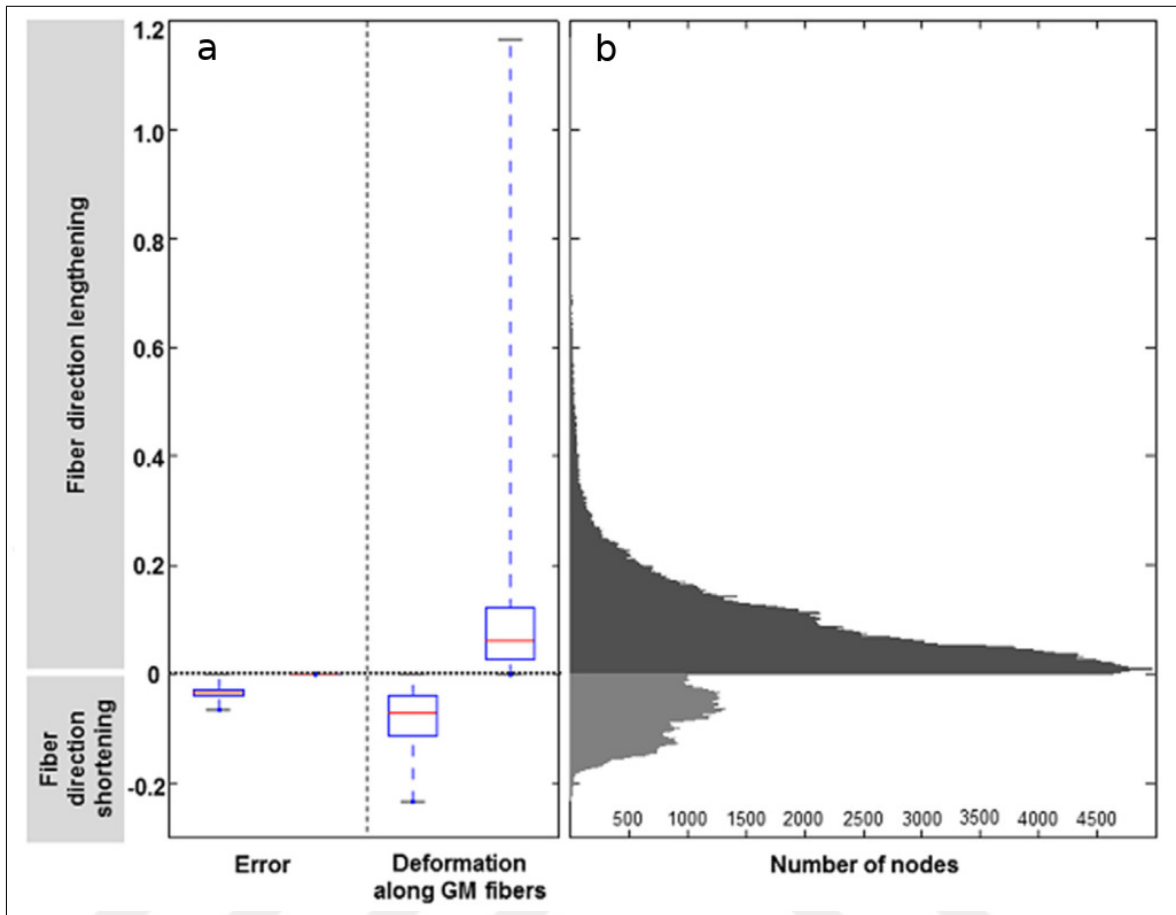 a
b
Fiber direction lengthening
Fiber
direction
shortening
1.2
1.0
0.8
0.6
0.4
0.2
0
-0.2
500 1000 1500 2000 2500 3000 3500 4000 4500
Error
Deformation
along GM fibers
Number of nodes